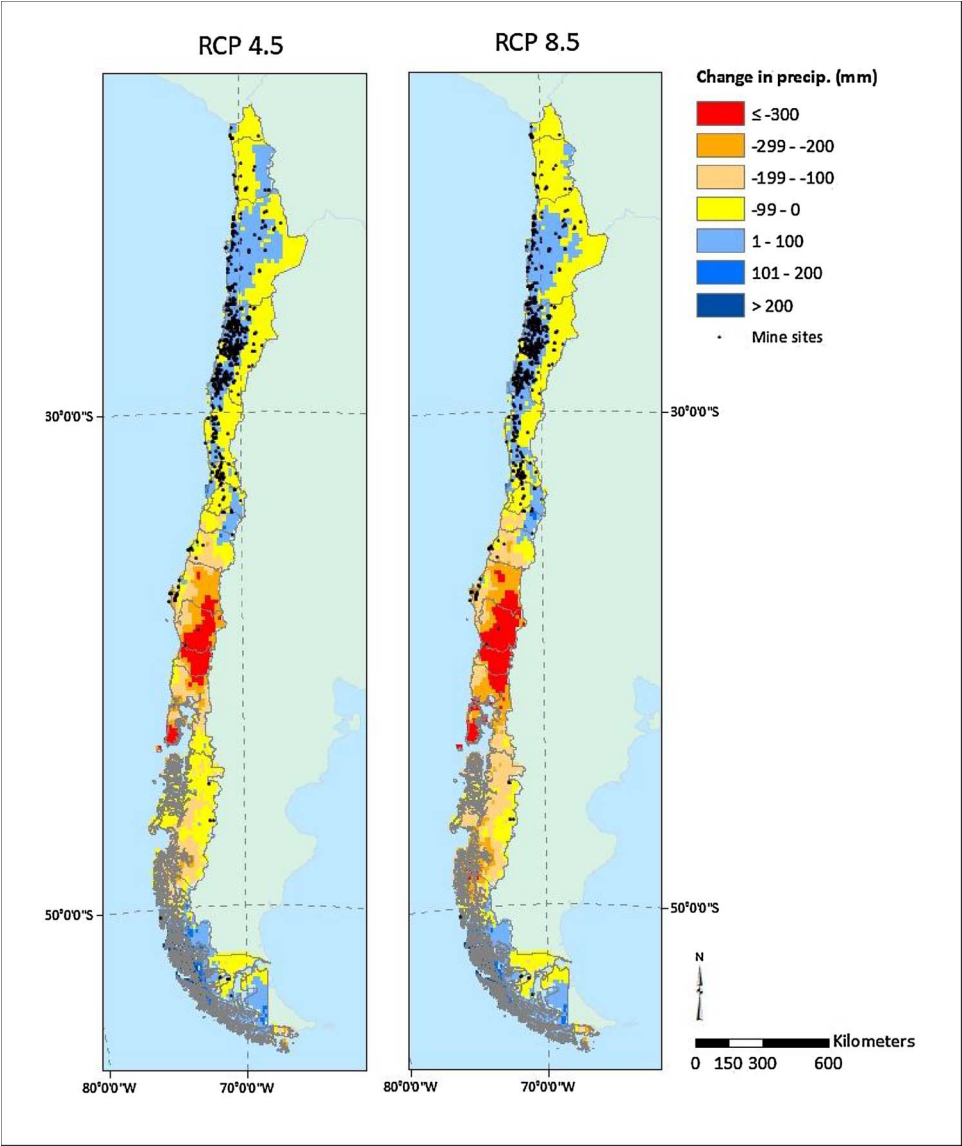 RCP 4.5
RCP 8.5
Change in precip. (mm)
≤ -300
-299 - -200
-199 - -100
-99 - 0
1 - 100
101 - 200
> 200
Mine sites
30°0'0"S
30°0'0"S
50°0'0"S
50°0'0"S
N
Kilometers
0 150 300 600
80°0'0"W
70°0'0"W
80°0'0"W
70°0'0"W